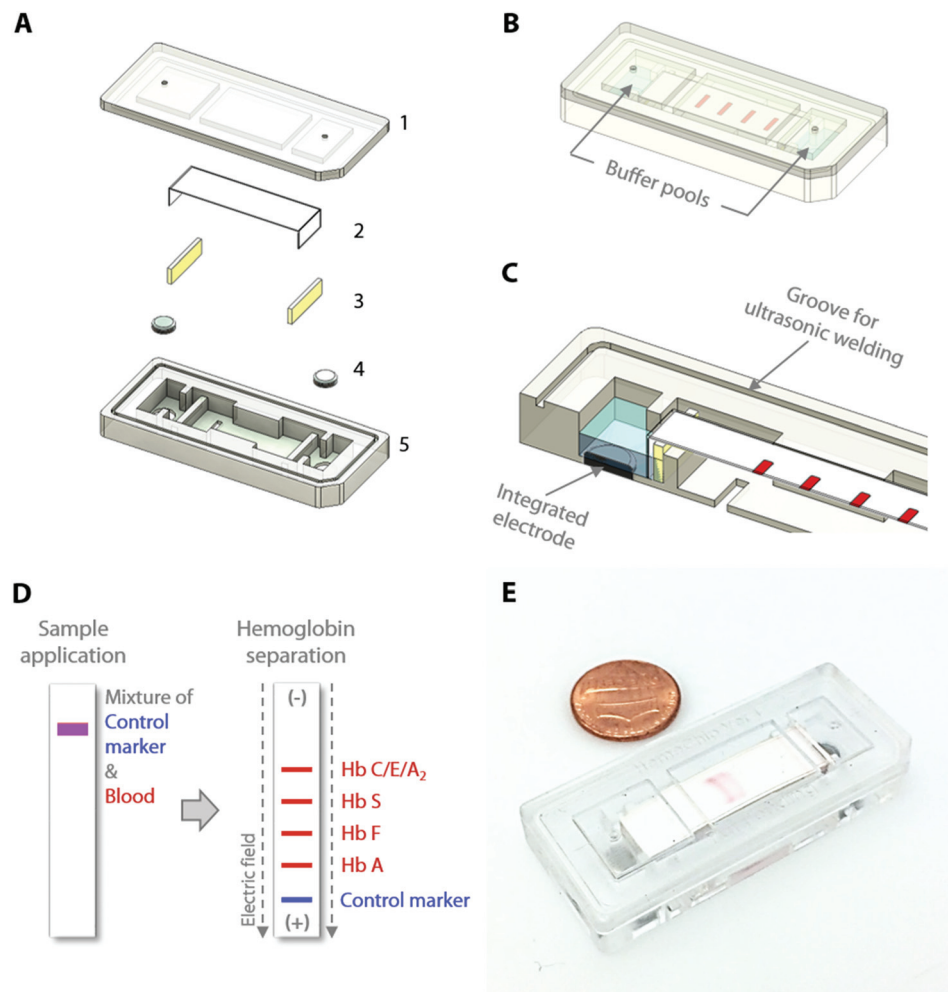 A
1
2
3
4
5
B
Buffer pools
C
Groove for
ultrasonic welding
Integrated
electrode
D
Sample
application
Mixture of
Control
marker
&
Blood
Hemoglobin
separation
(-)
Hb C/E/A₂
Hb S
Hb F
Hb A
Control marker
(+)
Electric field
E